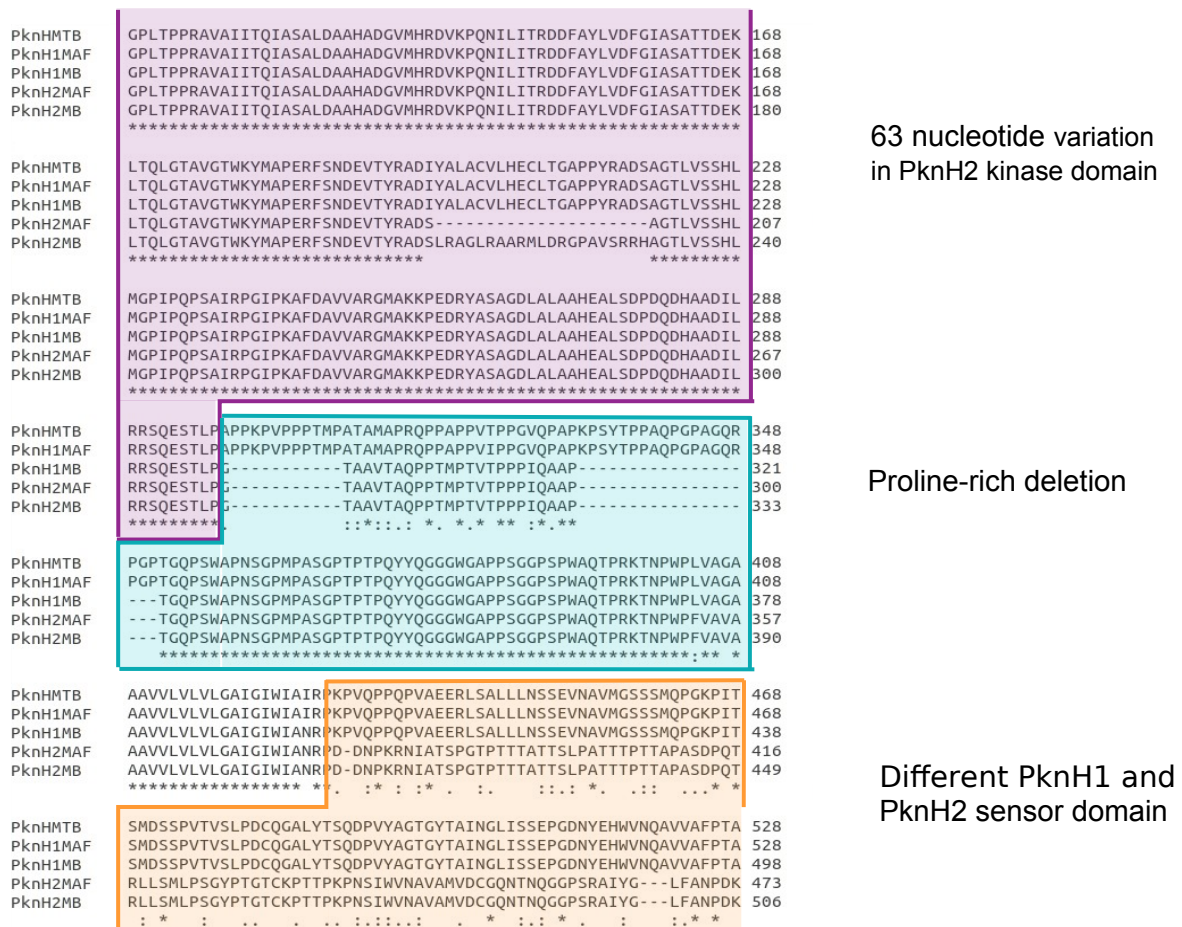 PknHMTB GPLTPPRAVAIITQIASALDAAHADGVMHRDVKPQNILITRDDFAYLVDFGIASATTDEK 168
PknH1MAF GPLTPPRAVAIITQIASALDAAHADGVMHRDVKPQNILITRDDFAYLVDFGIASATTDEK 168
PknH1MB GPLTPPRAVAIITQIASALDAAHADGVMHRDVKPQNILITRDDFAYLVDFGIASATTDEK 168
PknH2MAF GPLTPPRAVAIITQIASALDAAHADGVMHRDVKPQNILITRDDFAYLVDFGIASATTDEK 168
PknH2MB GPLTPPRAVAIITQIASALDAAHADGVMHRDVKPQNILITRDDFAYLVDFGIASATTDEK 180
************************************************************
63 nucleotide variation
in PknH2 kinase domain
PknHMTB LTQLGTAVGTWKYMAPERFSNDEVTYRADIYALACVLHECLTGAPPYRADSAGTLVSSHL 228
PknH1MAF LTQLGTAVGTWKYMAPERFSNDEVTYRADIYALACVLHECLTGAPPYRADSAGTLVSSHL 228
PknH1MB LTQLGTAVGTWKYMAPERFSNDEVTYRADIYALACVLHECLTGAPPYRADSAGTLVSSHL 228
PknH2MAF LTQLGTAVGTWKYMAPERFSNDEVTYRADS---------------------AGTLVSSHL 207
PknH2MB LTQLGTAVGTWKYMAPERFSNDEVTYRADSLRAGLRAARMLDRGPAVSRRHAGTLVSSHL 240
***************************** *********
PknHMTB MGPIPQPSAIRPGIPKAFDAVVARGMAKKPEDRYASAGDLALAAHEALSDPDQDHAADIL 288
PknH1MAF MGPIPQPSAIRPGIPKAFDAVVARGMAKKPEDRYASAGDLALAAHEALSDPDQDHAADIL 288
PknH1MB MGPIPQPSAIRPGIPKAFDAVVARGMAKKPEDRYASAGDLALAAHEALSDPDQDHAADIL 288
PknH2MAF MGPIPQPSAIRPGIPKAFDAVVARGMAKKPEDRYASAGDLALAAHEALSDPDQDHAADIL 267
PknH2MB MGPIPQPSAIRPGIPKAFDAVVARGMAKKPEDRYASAGDLALAAHEALSDPDQDHAADIL 300
************************************************************
PknHMTB RRSQESTLPAPPKPVPPPTMPATAMAPRQPPAPPVTPPGVQPAPKPSYTPPAQPGPAGQR 348
PknH1MAF RRSQESTLPAPPKPVPPPTMPATAMAPRQPPAPPVIPPGVQPAPKPSYTPPAQPGPAGQR 348
PknH1MB RRSQESTLPG-----------TAAVTAQPPTMPTVTPPPIQAAP---------------- 321
PknH2MAF RRSQESTLPG-----------TAAVTAQPPTMPTVTPPPIQAAP---------------- 300
PknH2MB RRSQESTLPG-----------TAAVTAQPPTMPTVTPPPIQAAP---------------- 333
*********. ::*::.: *. *.* ** :*.**
Proline-rich deletion
PknHMTB PGPTGQPSWAPNSGPMPASGPTPTPQYYQGGGWGAPPSGGPSPWAQTPRKTNPWPLVAGA 408
PknH1MAF PGPTGQPSWAPNSGPMPASGPTPTPQYYQGGGWGAPPSGGPSPWAQTPRKTNPWPLVAGA 408
PknH1MB ---TGQPSWAPNSGPMPASGPTPTPQYYQGGGWGAPPSGGPSPWAQTPRKTNPWPLVAGA 378
PknH2MAF ---TGQPSWAPNSGPMPASGPTPTPQYYQGGGWGAPPSGGPSPWAQTPRKTNPWPFVAVA 357
PknH2MB ---TGQPSWAPNSGPMPASGPTPTPQYYQGGGWGAPPSGGPSPWAQTPRKTNPWPFVAVA 390
****************************************************:** *
PknHMTB AAVVLVLVLGAIGIWIAIRPKPVQPPQPVAEERLSALLLNSSEVNAVMGSSSMQPGKPIT 468
PknH1MAF AAVVLVLVLGAIGIWIAIRPKPVQPPQPVAEERLSALLLNSSEVNAVMGSSSMQPGKPIT 468
PknH1MB AAVVLVLVLGAIGIWIANRPKPVQPPQPVAEERLSALLLNSSEVNAVMGSSSMQPGKPIT 438
PknH2MAF AAVVLVLVLGAIGIWIANRPD-DNPKRNIATSPGTPTTTATTSLPATTTPTTAPASDPQT 416
PknH2MB AAVVLVLVLGAIGIWIANRPD-DNPKRNIATSPGTPTTTATTSLPATTTPTTAPASDPQT 449
***************** **. :* : :* . :. ::.: *. .:: ...* *
Different PknH1 and
PknH2 sensor domain
PknHMTB SMDSSPVTVSLPDCQGALYTSQDPVYAGTGYTAINGLISSEPGDNYEHWVNQAVVAFPTA 528
PknH1MAF SMDSSPVTVSLPDCQGALYTSQDPVYAGTGYTAINGLISSEPGDNYEHWVNQAVVAFPTA 528
PknH1MB SMDSSPVTVSLPDCQGALYTSQDPVYAGTGYTAINGLISSEPGDNYEHWVNQAVVAFPTA 498
PknH2MAF RLLSMLPSGYPTGTCKPTTPKPNSIWVNAVAMVDCGQNTNQGGPSRAIYG---LFANPDK 473
PknH2MB RLLSMLPSGYPTGTCKPTTPKPNSIWVNAVAMVDCGQNTNQGGPSRAIYG---LFANPDK 506
: * : .. . .. :.::..: . * :.: * . : :.* *